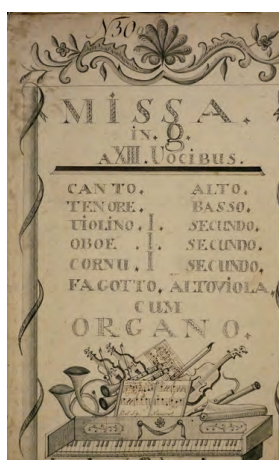 N30
MISSA.
in. g.
A XIII. VOCIBUS.
CANTO. ALTO.
TENORE. BASSO.
VIOLINO. I. SECUNDO.
OBOE. I. SECUNDO.
CORNU. I SECUNDO,
FAGOTTO, ALTOVIOLA,
CUM
ORGANO.